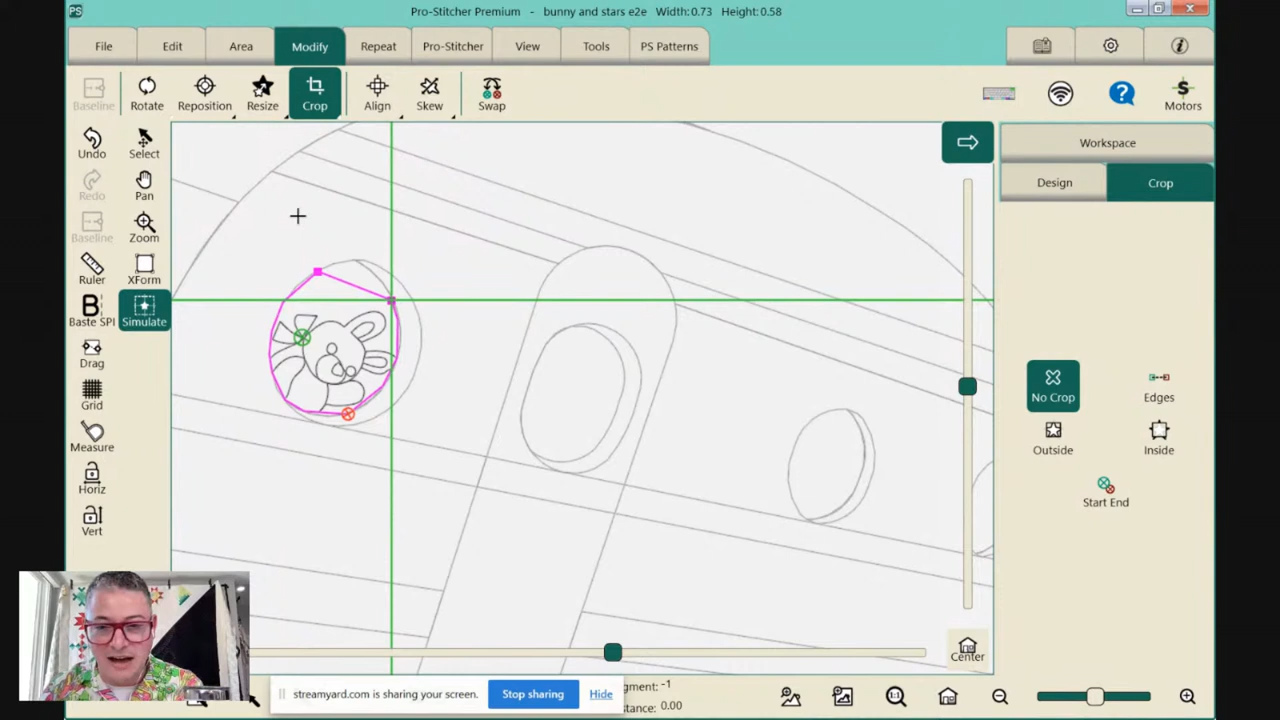 PS Pro-Stitcher Premium - bunny and stars e2e Width:0.73 Height:0.58
File Edit Area Modify Repeat Pro-Stitcher View Tools PS Patterns
Baseline Rotate Reposition Resize Crop Align Skew Swap Motors
Undo Select
Redo Pan
Baseline Zoom
Ruler XForm
B
Baste SPI Simulate
Drag
Grid
Measure
Horiz
Vert
Workspace
Design Crop
No Crop Edges
Outside Inside
Start End
Center
streamyard.com is sharing your screen. Stop sharing Hide
gment: -1
stance: 0.00